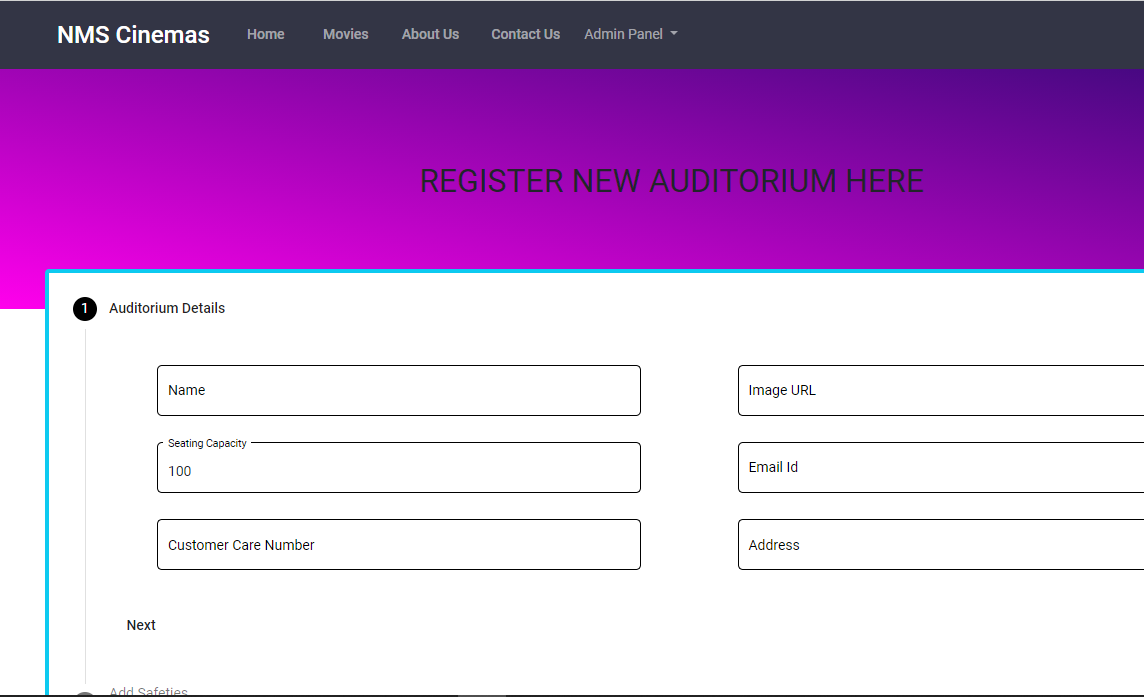 NMS Cinemas Home Movies About Us Contact Us Admin Panel
REGISTER NEW AUDITORIUM HERE
1 Auditorium Details
Name Image URL
Seating Capacity
100 Email Id
Customer Care Number Address
Next
Add Safeties